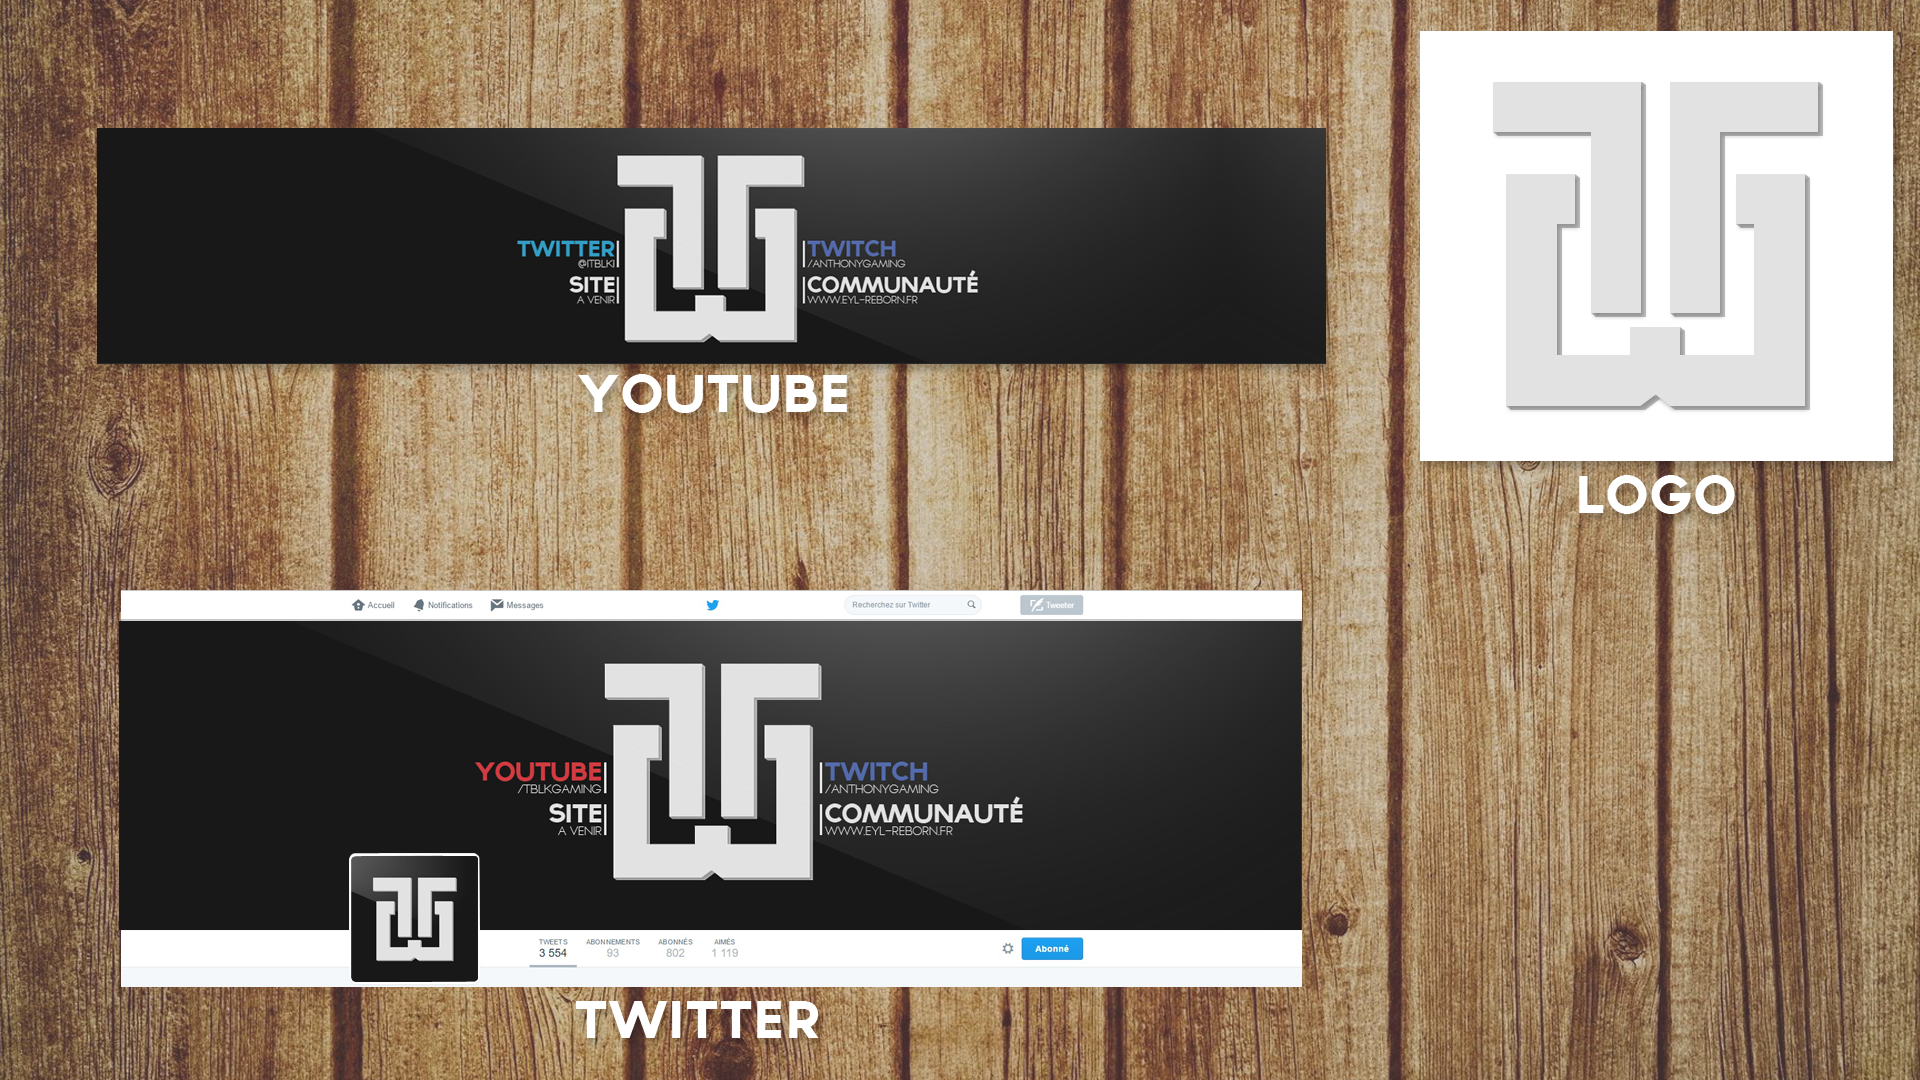 TWITTER
@ITBLKI
SITE
A VENIR
TWITCH
/ANTHONYGAMING
COMMUNAUTÉ
WWW.EYL-REBORN.FR
YOUTUBE
LOGO
Accueil
Notifications
Messages
Recherchez sur Twitter
Tweeter
YOUTUBE
/TBLKGAMING
SITE
A VENIR
TWITCH
/ANTHONYGAMING
COMMUNAUTÉ
WWW.EYL-REBORN.FR
TWEETS
3 554
ABONNEMENTS
93
ABONNÉS
802
AIMÉS
1 119
Abonné
TWITTER